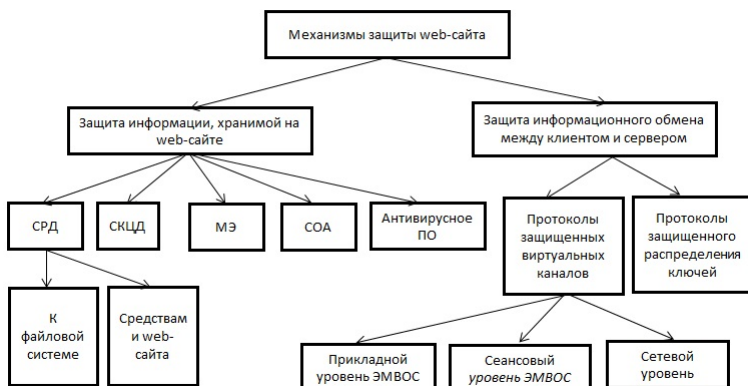 Механизмы защиты web-сайта
Защита информации, хранимой на
web-сайте
Защита информационного обмена
между клиентом и сервером
СРД
СКЦД
МЭ
СОА
Антивирусное
ПО
Протоколы
защищенных
виртуальных
каналов
Протоколы
защищенного
распределения
ключей
К
файловой
системе
Средствам
и web-
сайта
Прикладной
уровень ЭМВОС
Сеансовый
уровень ЭМВОС
Сетевой
уровень